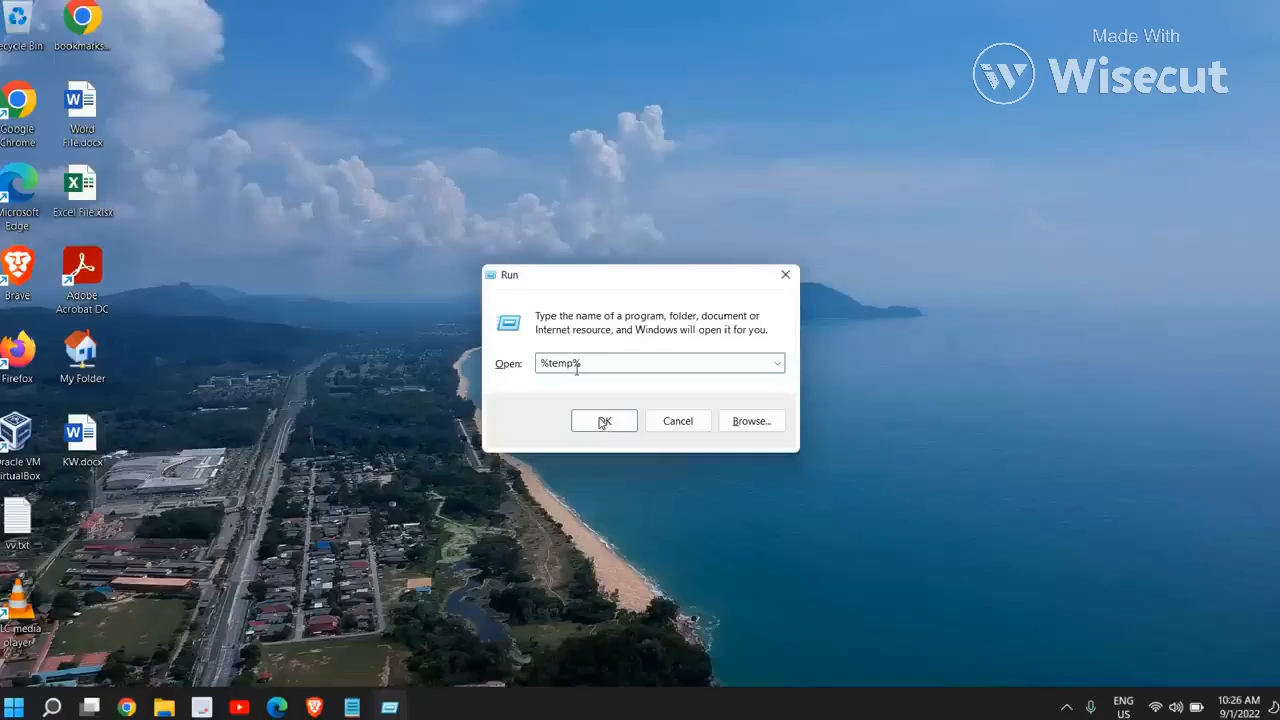 Made With
Wisecut
ecycle Bin
bookmarks...
Google
Chrome
Word
File.docx
Microsoft
Edge
Excel File.xlsx
Brave
Adobe
Acrobat DC
Firefox
My Folder
Oracle VM
VirtualBox
KW.docx
vv.txt
LC media
player
Run
Type the name of a program, folder, document or
Internet resource, and Windows will open it for you.
Open:
%temp%
OK
Cancel
Browse...
ENG
US
10:26 AM
9/1/2022